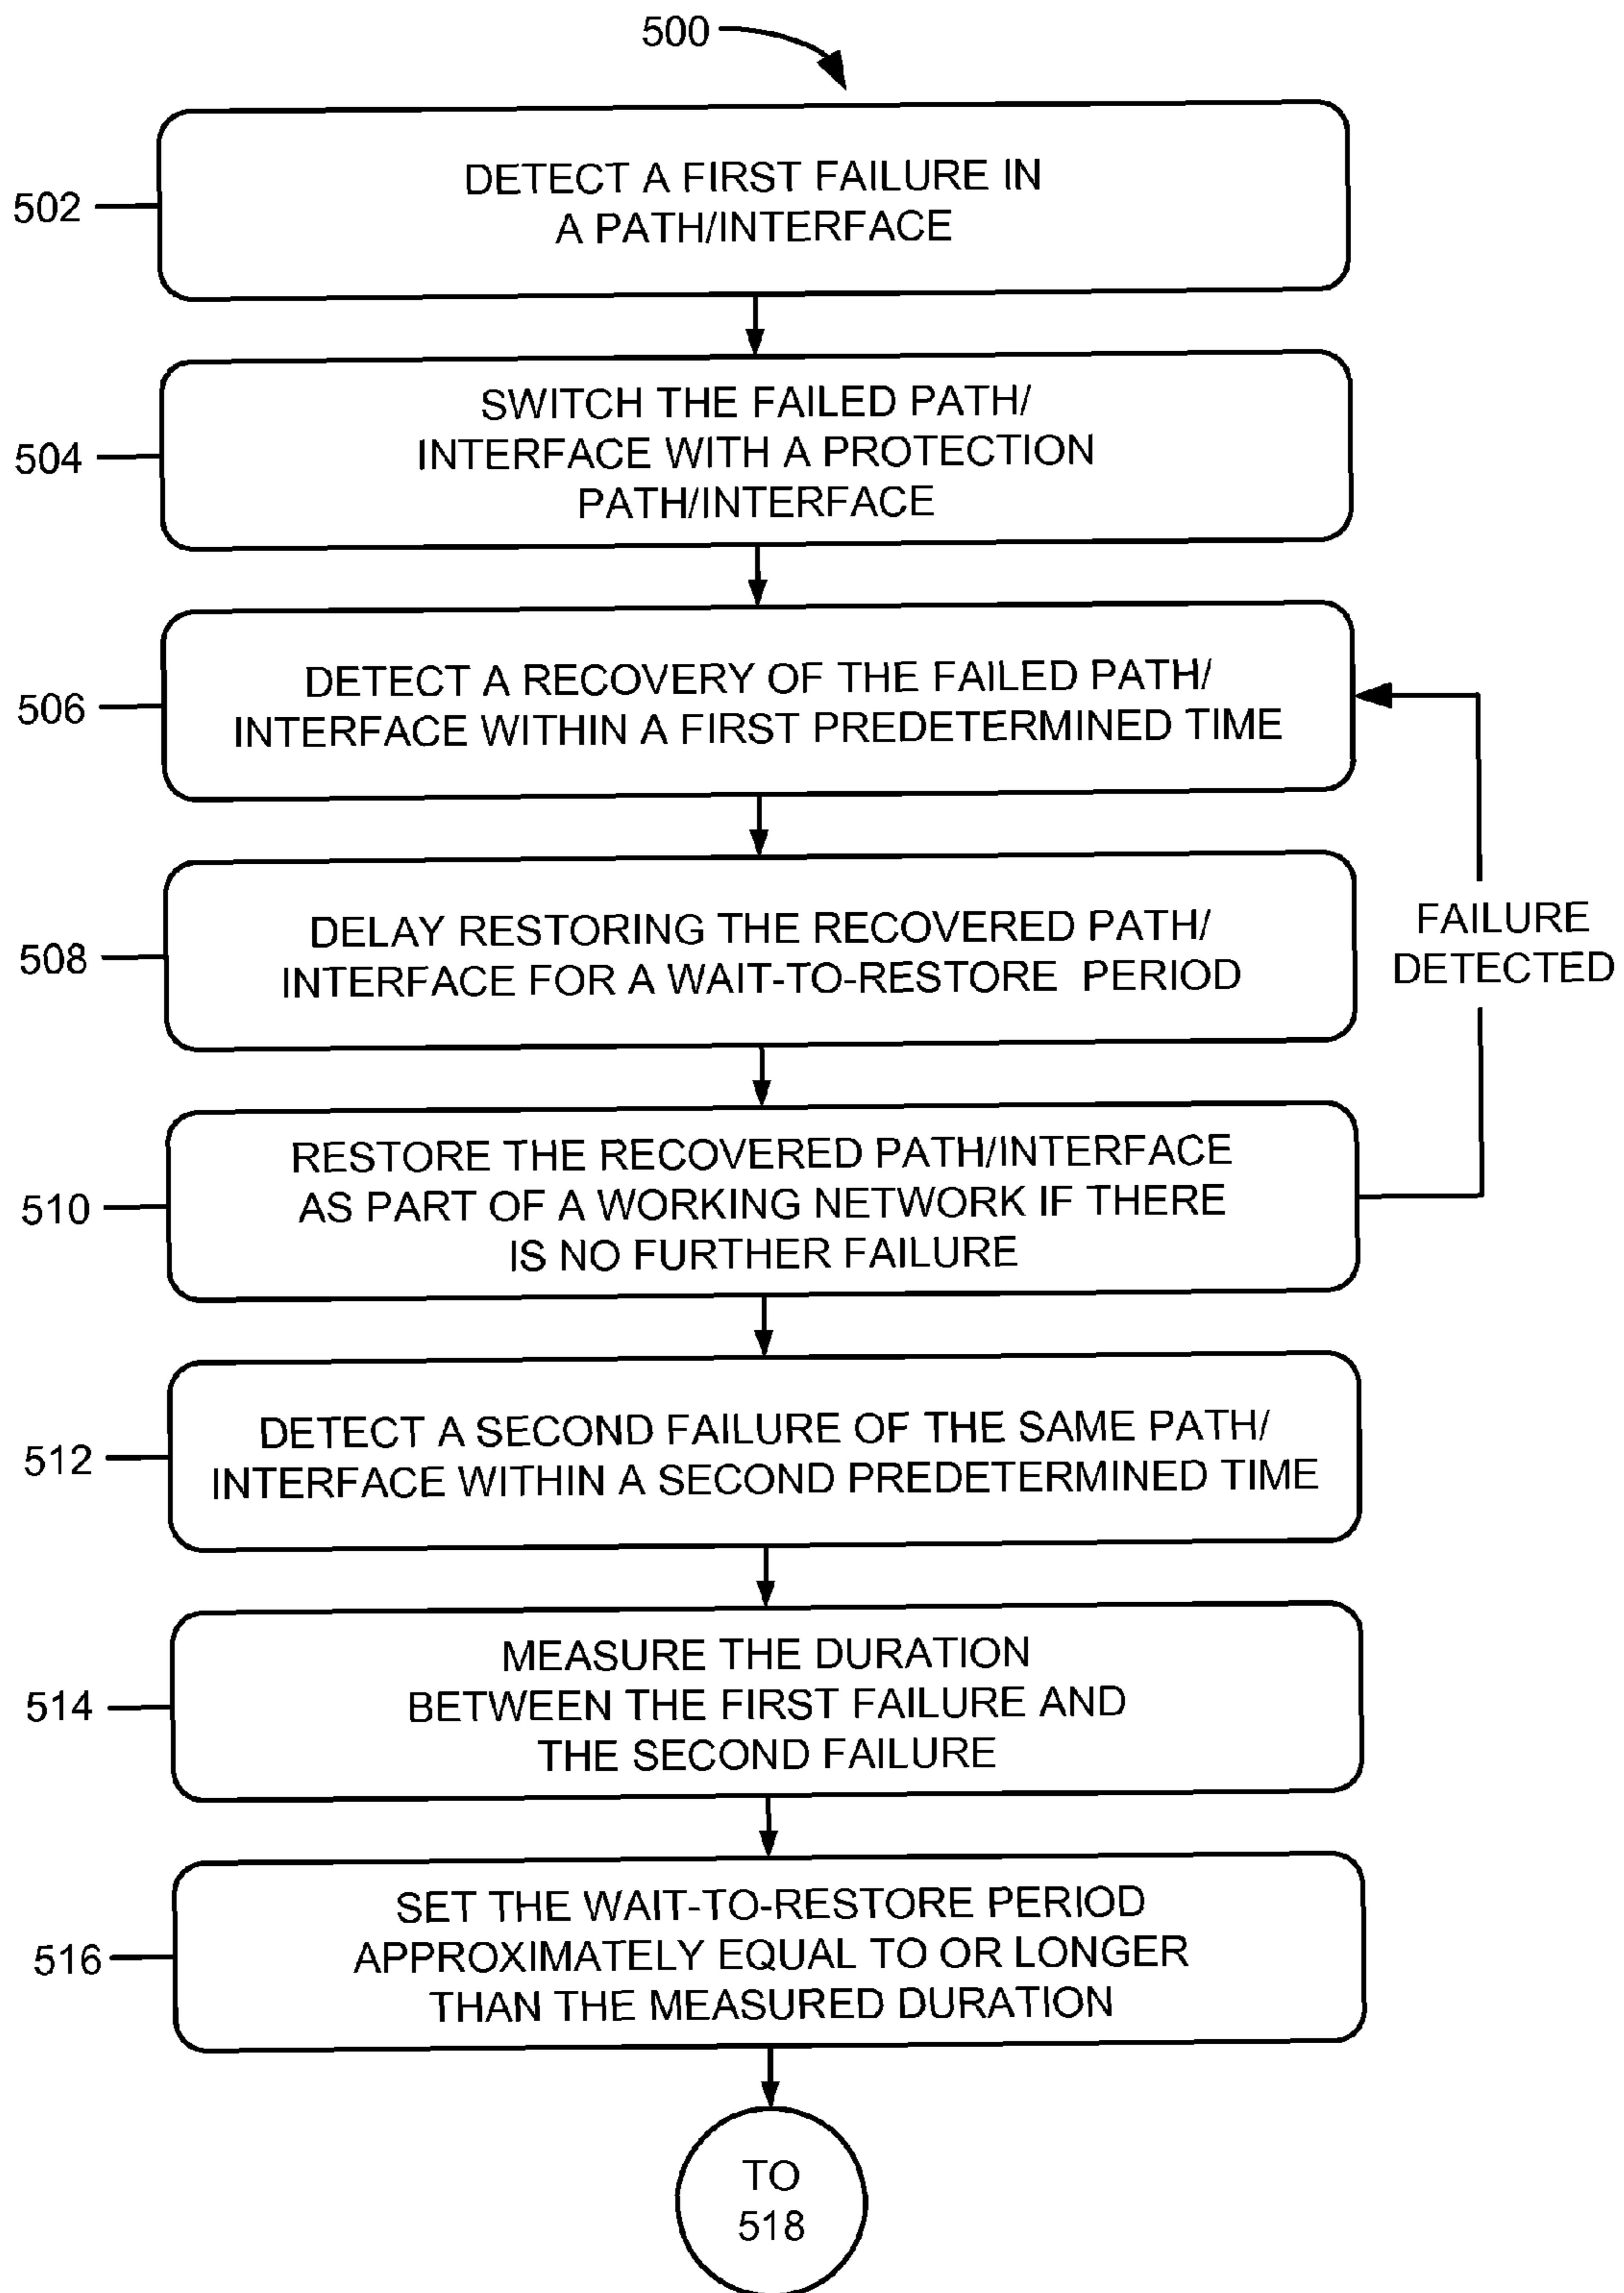 500
502
DETECT A FIRST FAILURE IN
A PATH/INTERFACE
504
SWITCH THE FAILED PATH/
INTERFACE WITH A PROTECTION
PATH/INTERFACE
506
DETECT A RECOVERY OF THE FAILED PATH/
INTERFACE WITHIN A FIRST PREDETERMINED TIME
508
DELAY RESTORING THE RECOVERED PATH/
INTERFACE FOR A WAIT-TO-RESTORE PERIOD
FAILURE
DETECTED
510
RESTORE THE RECOVERED PATH/INTERFACE
AS PART OF A WORKING NETWORK IF THERE
IS NO FURTHER FAILURE
512
DETECT A SECOND FAILURE OF THE SAME PATH/
INTERFACE WITHIN A SECOND PREDETERMINED TIME
514
MEASURE THE DURATION
BETWEEN THE FIRST FAILURE AND
THE SECOND FAILURE
516
SET THE WAIT-TO-RESTORE PERIOD
APPROXIMATELY EQUAL TO OR LONGER
THAN THE MEASURED DURATION
TO
518